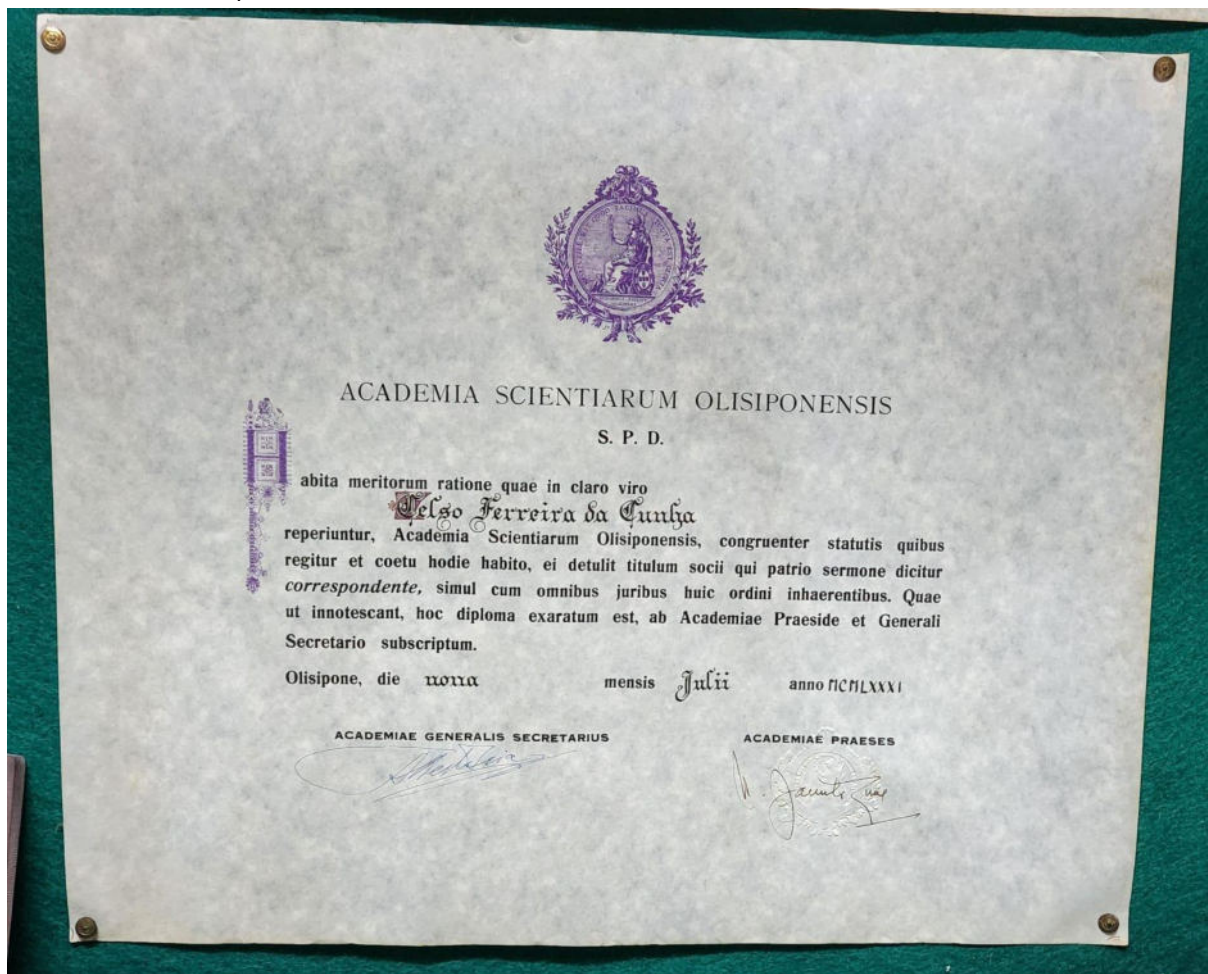 ACADEMIA SCIENTIARUM OLISIPONENSIS
S. P. D.
Habita meritorum ratione quae in claro viro
Celso Ferreira da Cunha
reperiuntur, Academia Scientiarum Olisiponensis, congruenter statutis quibus
regitur et coetu hodie habito, ei detulit titulum socii qui patrio sermone dicitur
correspondente, simul cum omnibus juribus huic ordini inhaerentibus. Quae
ut innotescant, hoc diploma exaratum est, ab Academiae Praeside et Generali
Secretario subscriptum.
Olisipone, die nona mensis Julii anno MCMLXXXI
ACADEMIAE GENERALIS SECRETARIUS
ACADEMIAE PRAESES